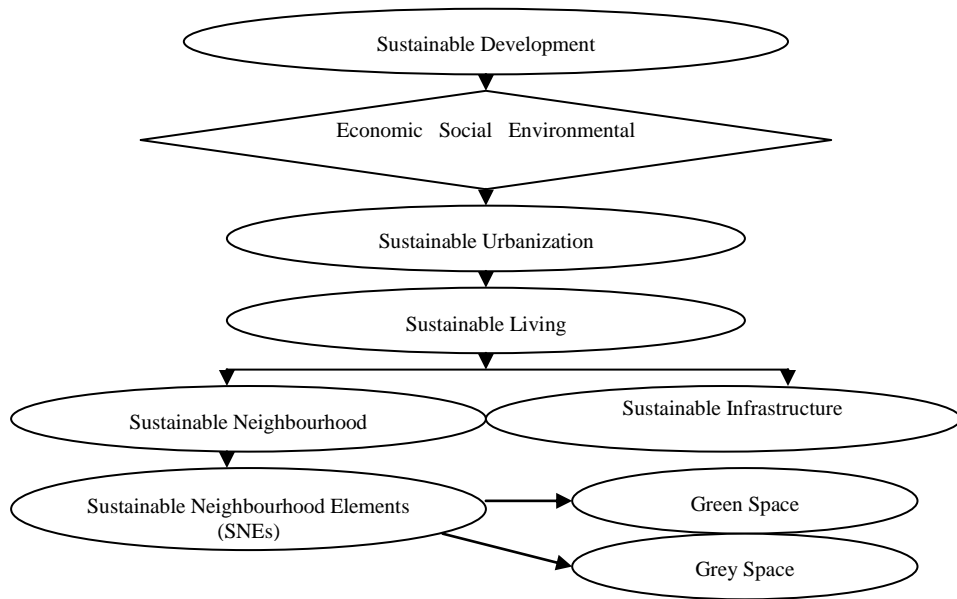 Sustainable Development
Economic Social Environmental
Sustainable Urbanization
Sustainable Living
Sustainable Neighbourhood
Sustainable Infrastructure
Sustainable Neighbourhood Elements
(SNEs)
Green Space
Grey Space